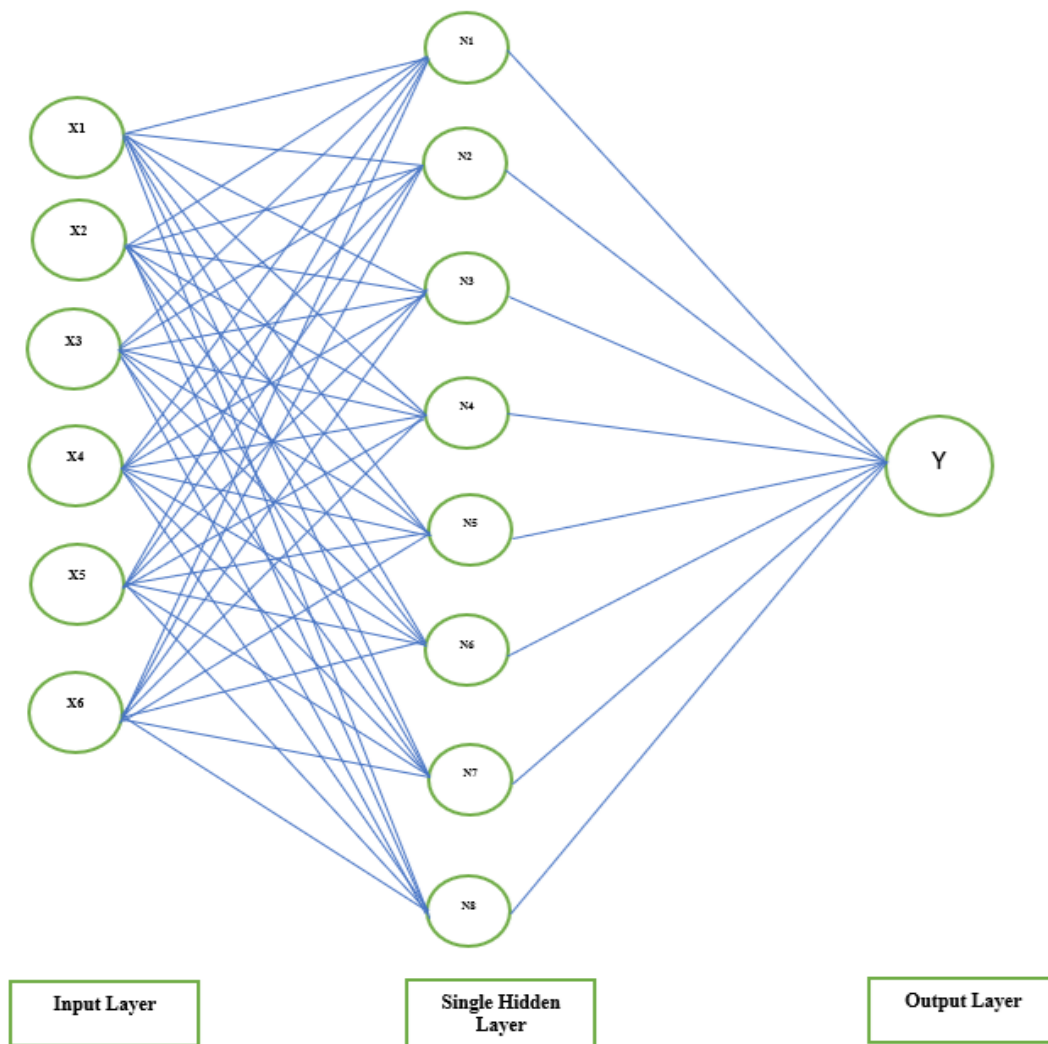 X1
X2
X3
X4
X5
X6
N1
N2
N3
N4
N5
N6
N7
N8
Y
Input Layer
Single Hidden
Layer
Output Layer